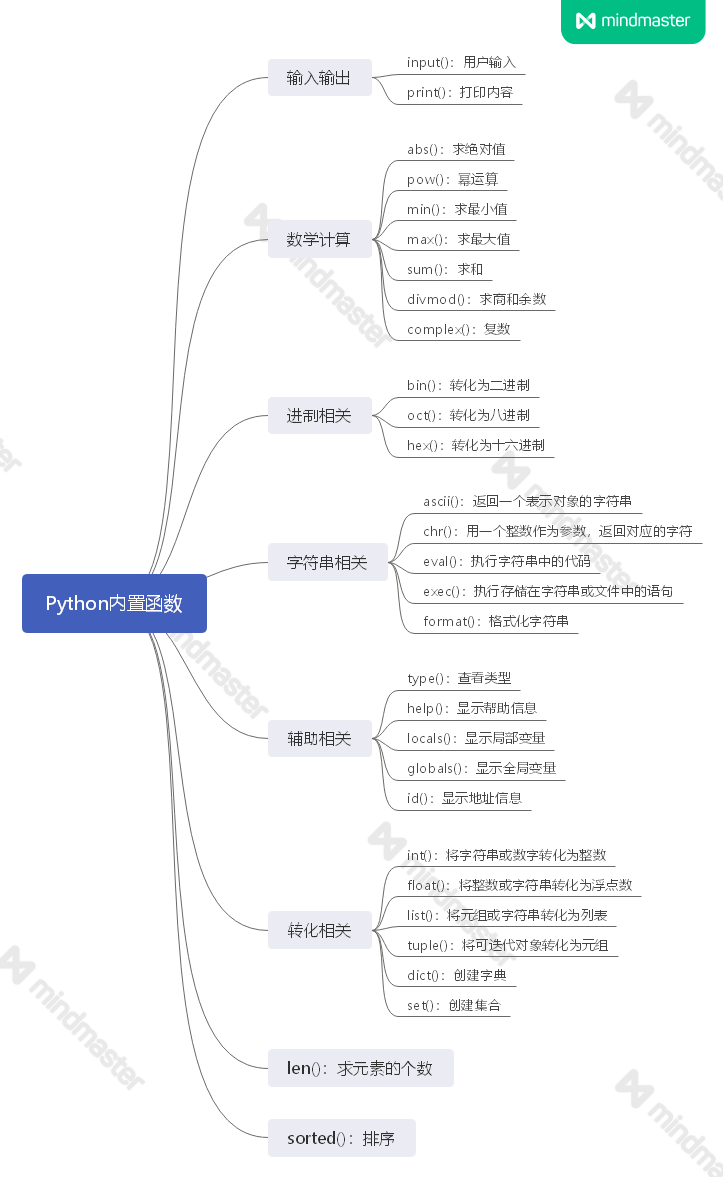 mindmaster
输入输出
input()：用户输入
print()：打印内容
数学计算
abs()：求绝对值
pow()：幂运算
min()：求最小值
max()：求最大值
sum()：求和
divmod()：求商和余数
complex()：复数
进制相关
bin()：转化为二进制
oct()：转化为八进制
hex()：转化为十六进制
Python内置函数
字符串相关
ascii()：返回一个表示对象的字符串
chr()：用一个整数作为参数，返回对应的字符
eval()：执行字符串中的代码
exec()：执行存储在字符串或文件中的语句
format()：格式化字符串
辅助相关
type()：查看类型
help()：显示帮助信息
locals()：显示局部变量
globals()：显示全局变量
id()：显示地址信息
转化相关
int()：将字符串或数字转化为整数
float()：将整数或字符串转化为浮点数
list()：将元组或字符串转化为列表
tuple()：将可迭代对象转化为元组
dict()：创建字典
set()：创建集合
len()：求元素的个数
sorted()：排序
mindmaster
mindmaster
mindmaster
mindmaster
mindmaster
mindmaster
mindmaster